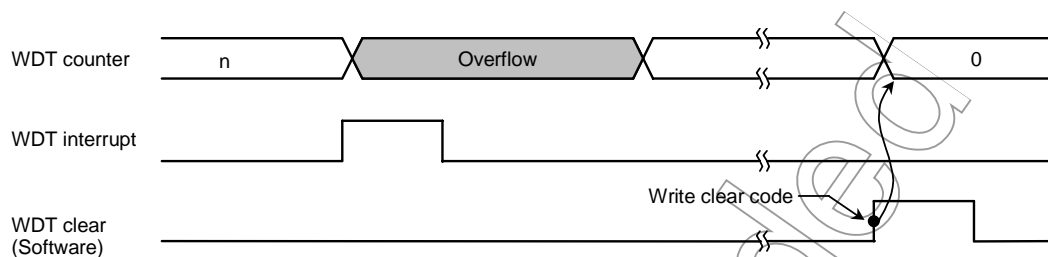 WDT counter
n
Overflow
0
WDT interrupt
Write clear code
WDT clear
(Software)